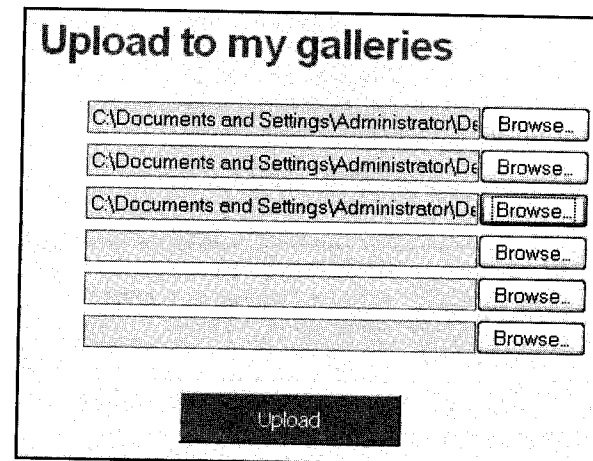 Upload to my galleries
C:\Documents and Settings\Administrator\De Browse...
C:\Documents and Settings\Administrator\De Browse...
C:\Documents and Settings\Administrator\De Browse...
Browse...
Browse...
Browse...
Upload